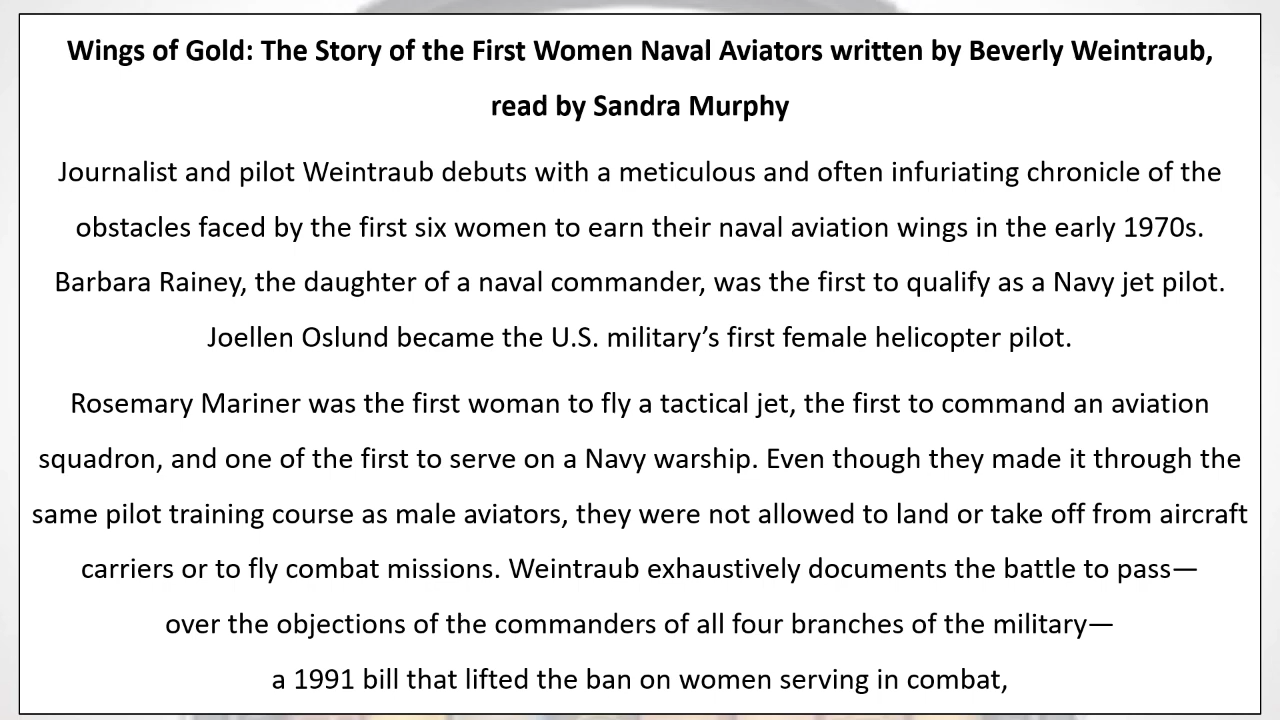 Wings of Gold: The Story of the First Women Naval Aviators written by Beverly Weintraub,
read by Sandra Murphy
Journalist and pilot Weintraub debuts with a meticulous and often infuriating chronicle of the
obstacles faced by the first six women to earn their naval aviation wings in the early 1970s.
Barbara Rainey, the daughter of a naval commander, was the first to qualify as a Navy jet pilot.
Joellen Oslund became the U.S. military’s first female helicopter pilot.
Rosemary Mariner was the first woman to fly a tactical jet, the first to command an aviation
squadron, and one of the first to serve on a Navy warship. Even though they made it through the
same pilot training course as male aviators, they were not allowed to land or take off from aircraft
carriers or to fly combat missions. Weintraub exhaustively documents the battle to pass—
over the objections of the commanders of all four branches of the military—
a 1991 bill that lifted the ban on women serving in combat,